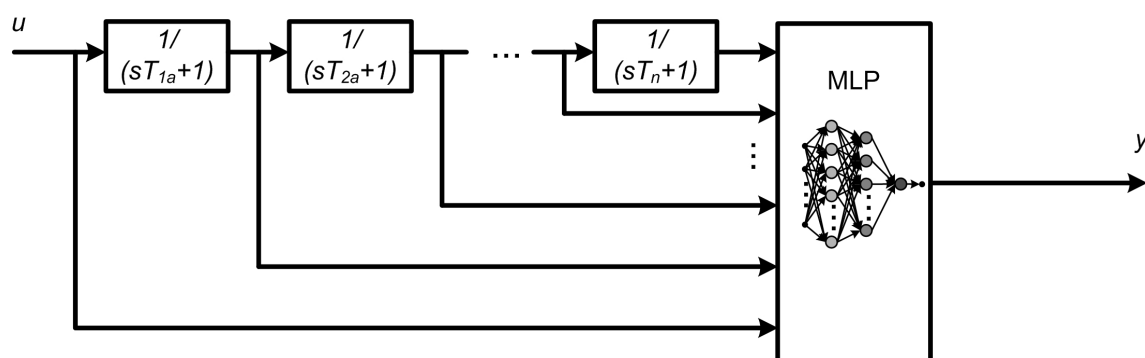 u
1/
(sT1a+1)
1/
(sT2a+1)
...
1/
(sTn+1)
MLP
...
y